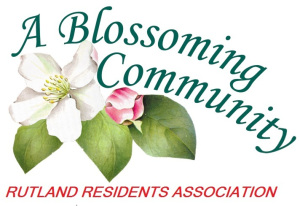 A Blossoming
Community
RUTLAND RESIDENTS ASSOCIATION